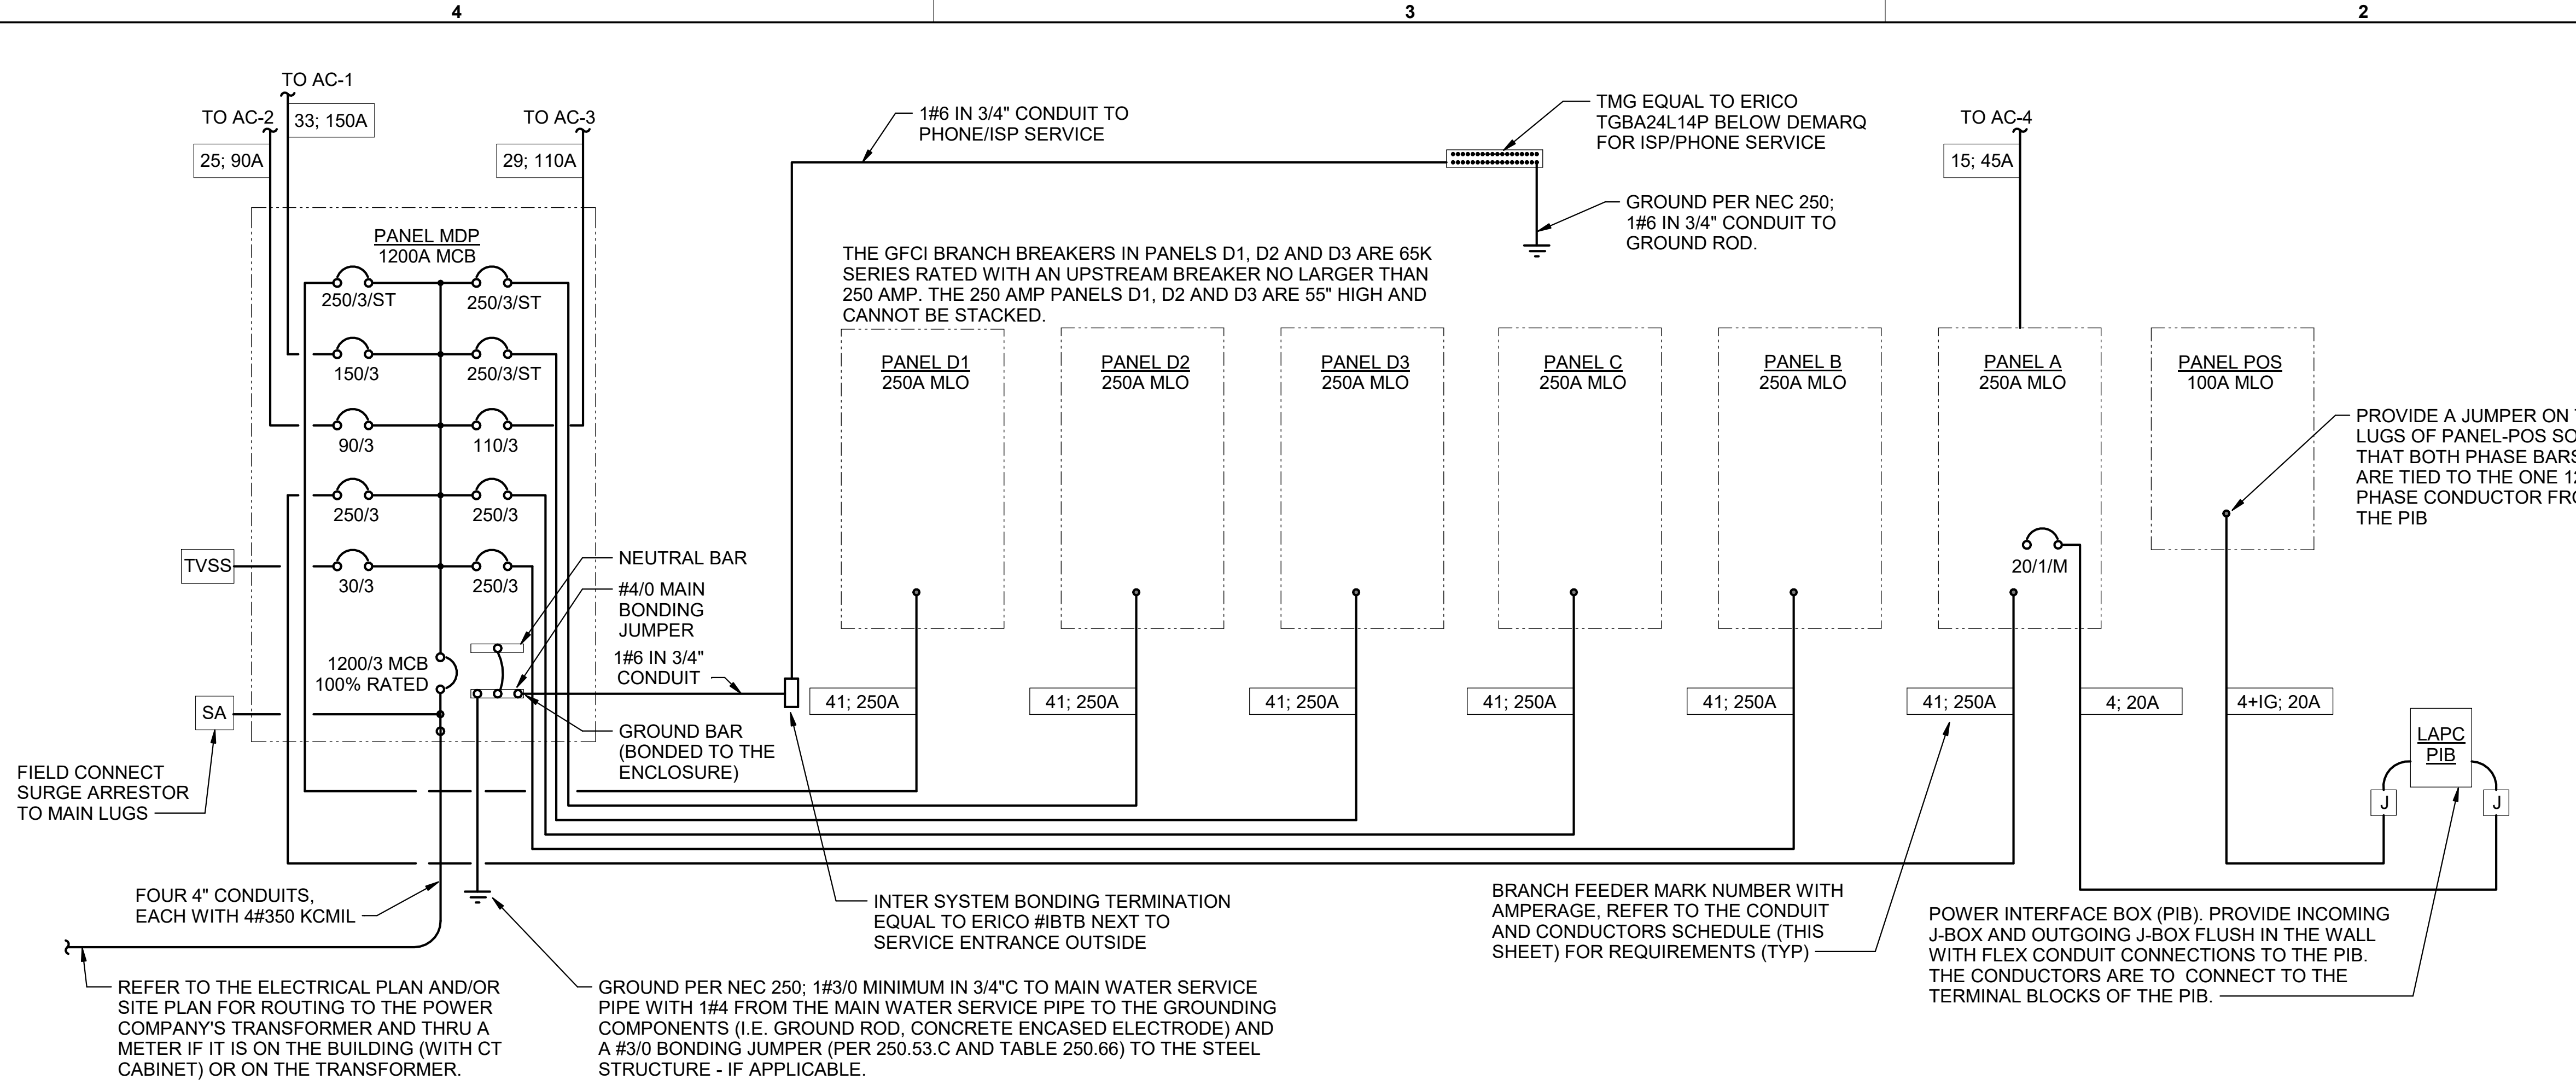 4
3
2
TO AC-1
TO AC-2
33; 150A
TO AC-3
25; 90A
29; 110A
1#6 IN 3/4" CONDUIT TO
PHONE/ISP SERVICE
TMG EQUAL TO ERICO
TGBA24L14P BELOW DEMARQ
FOR ISP/PHONE SERVICE
TO AC-4
15; 45A
GROUND PER NEC 250;
1#6 IN 3/4" CONDUIT TO
GROUND ROD.
PANEL MDP
1200A MCB
250/3/ST
250/3/ST
150/3
250/3/ST
90/3
110/3
250/3
250/3
TVSS
30/3
250/3
1200/3 MCB
100% RATED
SA
FIELD CONNECT
SURGE ARRESTOR
TO MAIN LUGS
NEUTRAL BAR
#4/0 MAIN
BONDING
JUMPER
1#6 IN 3/4"
CONDUIT
GROUND BAR
(BONDED TO THE
ENCLOSURE)
THE GFCI BRANCH BREAKERS IN PANELS D1, D2 AND D3 ARE 65K
SERIES RATED WITH AN UPSTREAM BREAKER NO LARGER THAN
250 AMP. THE 250 AMP PANELS D1, D2 AND D3 ARE 55" HIGH AND
CANNOT BE STACKED.
PANEL D1
250A MLO
PANEL D2
250A MLO
PANEL D3
250A MLO
PANEL C
250A MLO
PANEL B
250A MLO
PANEL A
250A MLO
PANEL POS
100A MLO
PROVIDE A JUMPER ON
LUGS OF PANEL-POS SO
THAT BOTH PHASE BARS
ARE TIED TO THE ONE
PHASE CONDUCTOR
THE PIB
20/1/M
41; 250A
41; 250A
41; 250A
41; 250A
41; 250A
41; 250A
4; 20A
4+IG; 20A
LAPC
PIB
J
J
FOUR 4" CONDUITS,
EACH WITH 4#350 KCMIL
INTER SYSTEM BONDING TERMINATION
EQUAL TO ERICO #IBTB NEXT TO
SERVICE ENTRANCE OUTSIDE
BRANCH FEEDER MARK NUMBER WITH
AMPERAGE, REFER TO THE CONDUIT
AND CONDUCTORS SCHEDULE (THIS
SHEET) FOR REQUIREMENTS (TYP)
POWER INTERFACE BOX (PIB). PROVIDE INCOMING
J-BOX AND OUTGOING J-BOX FLUSH IN THE WALL
WITH FLEX CONDUIT CONNECTIONS TO THE PIB.
THE CONDUCTORS ARE TO CONNECT TO THE
TERMINAL BLOCKS OF THE PIB.
REFER TO THE ELECTRICAL PLAN AND/OR
SITE PLAN FOR ROUTING TO THE POWER
COMPANY'S TRANSFORMER AND THRU A
METER IF IT IS ON THE BUILDING (WITH CT
CABINET) OR ON THE TRANSFORMER.
GROUND PER NEC 250; 1#3/0 MINIMUM IN 3/4"C TO MAIN WATER SERVICE
PIPE WITH 1#4 FROM THE MAIN WATER SERVICE PIPE TO THE GROUNDING
COMPONENTS (I.E. GROUND ROD, CONCRETE ENCASED ELECTRODE) AND
A #3/0 BONDING JUMPER (PER 250.53.C AND TABLE 250.66) TO THE STEEL
STRUCTURE - IF APPLICABLE.